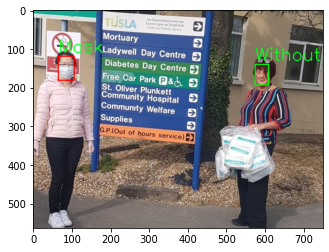 TUSLA
Mask
Without
Mortuary
Ladywell Day Centre
Diabetes Day Centre
Free Car Park P &
St. Oliver Plunkett
Community Hospital
Community Welfare
Supplies
G.P.(Out of hours service)
0
100
200
300
400
500
0
100
200
300
400
500
600
700